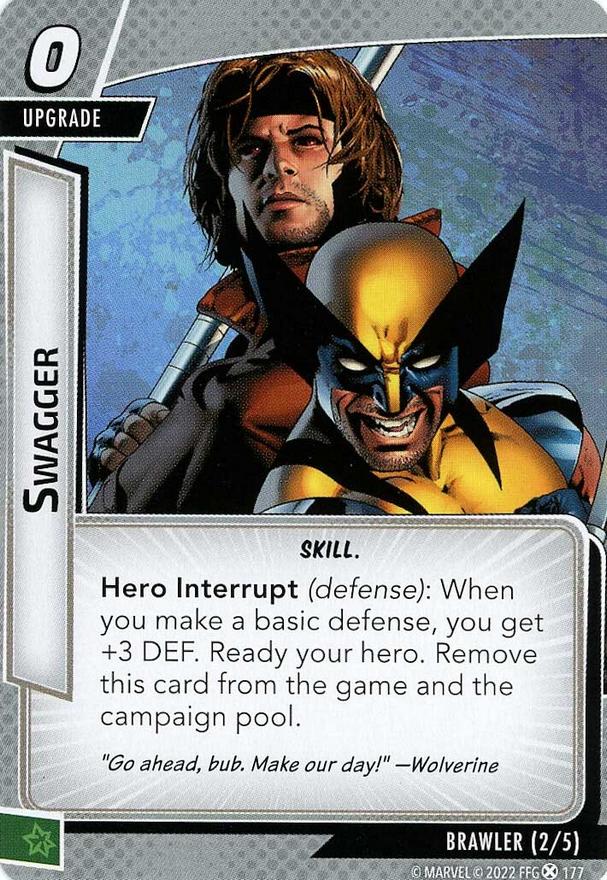 0
UPGRADE
SWAGGER
SKILL.
Hero Interrupt (defense): When
you make a basic defense, you get
+3 DEF. Ready your hero. Remove
this card from the game and the
campaign pool.
"Go ahead, bub. Make our day!" —Wolverine
BRAWLER (2/5)
© MARVEL © 2022 FFG 177